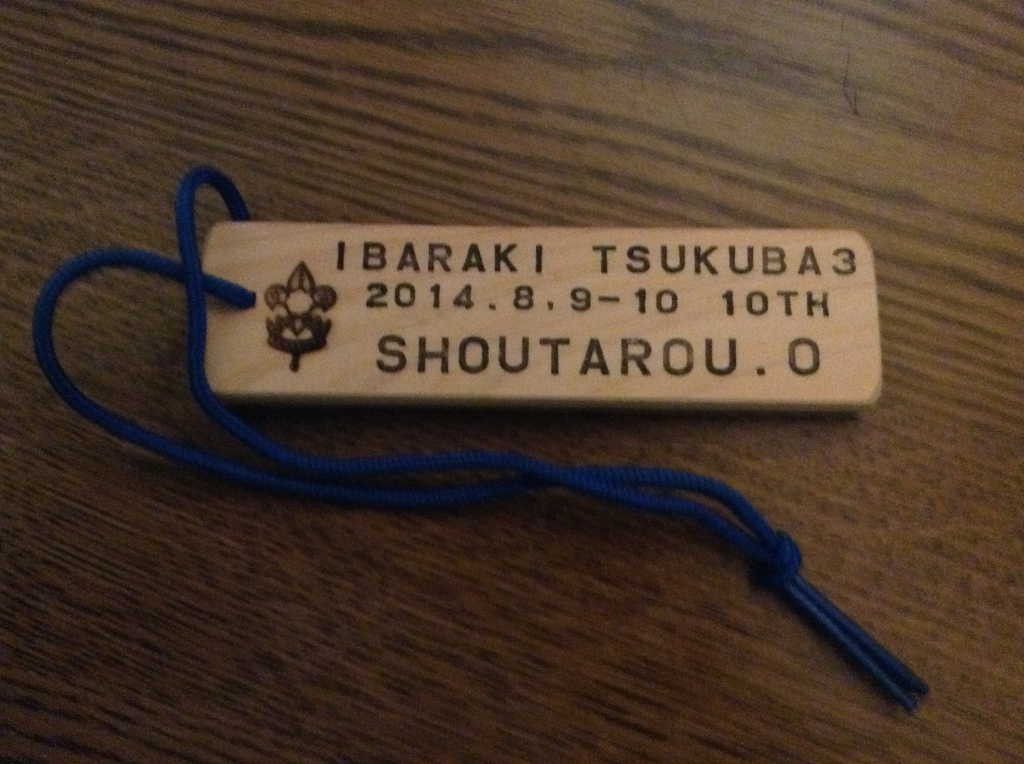 IBARAKI TSUKUBA3
2014.8.9-10 10TH
SHOUTAROU.O